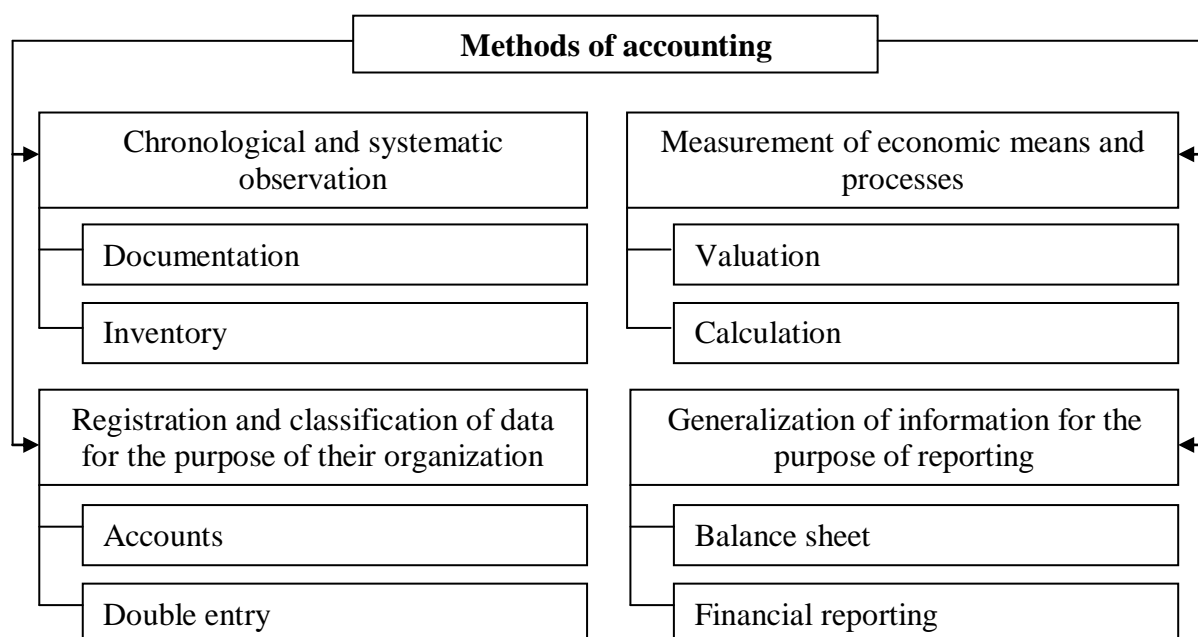 Methods of accounting
Chronological and systematic
observation
Documentation
Inventory
Registration and classification of data
for the purpose of their organization
Accounts
Double entry
Measurement of economic means and
processes
Valuation
Calculation
Generalization of information for the
purpose of reporting
Balance sheet
Financial reporting